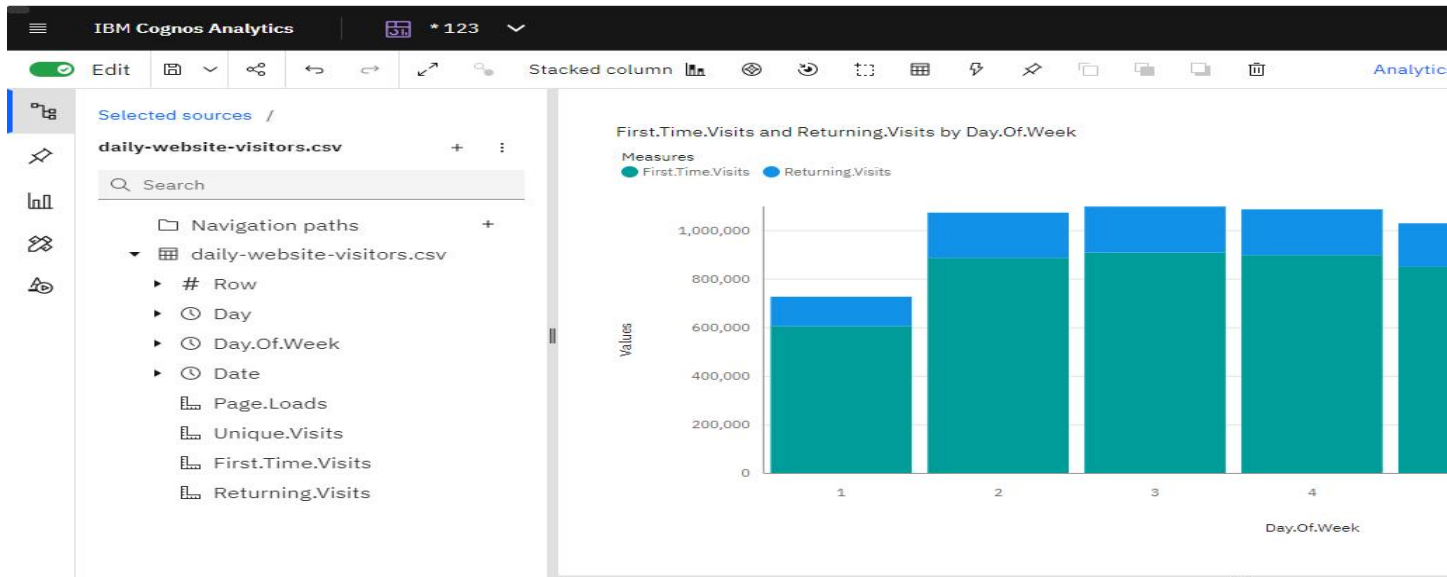 IBM Cognos Analytics
* 123
Edit
Stacked column
Analytic
Selected sources /
daily-website-visitors.csv
Search
Navigation paths
daily-website-visitors.csv
# Row
Day
Day.Of.Week
Date
Page.Loads
Unique.Visits
First.Time.Visits
Returning.Visits
First.Time.Visits and Returning.Visits by Day.Of.Week
Measures
First.Time.Visits Returning.Visits
Values
1,000,000
800,000
600,000
400,000
200,000
0
1 2 3 4
Day.Of.Week